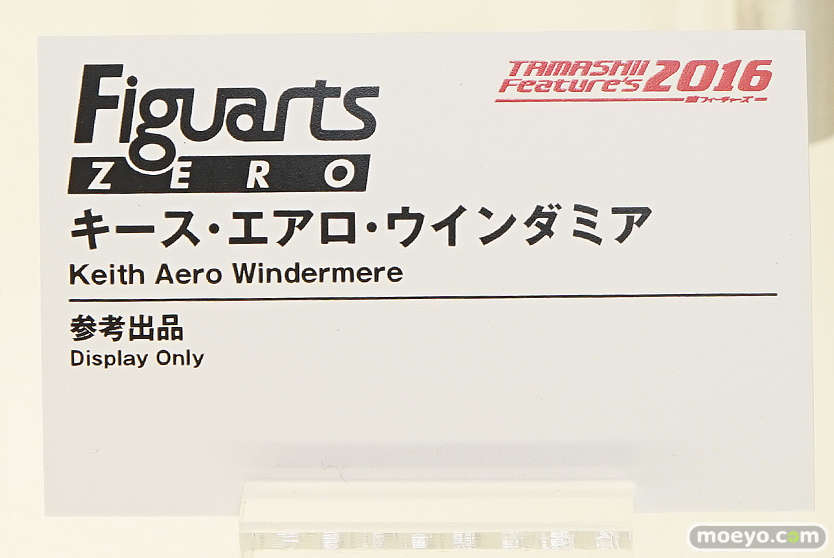 Figuarts
ZERO
TAMASHII
Feature's 2016
魂フィーチャーズ
キース・エアロ・ウインダミア
Keith Aero Windermere
参考出品
Display Only
moeyo.com